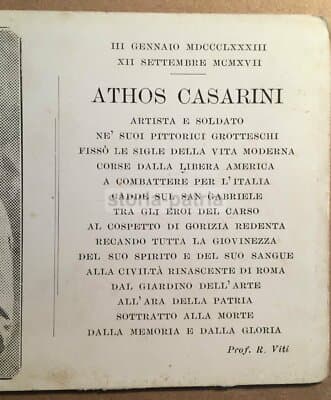 III GENNAIO MDCCCLXXXIII
XII SETTEMBRE MCMXVII
ATHOS CASARINI
ARTISTA E SOLDATO
NE' SUOI PITTORICI GROTTESCHI
FISSÒ LE SIGLE DELLA VITA MODERNA
CORSE DALLA LIBERA AMERICA
A COMBATTERE PER L'ITALIA
CADDE SUL SAN GABRIELE
storia patria
TRA GLI EROI DEL CARSO
AL COSPETTO DI GORIZIA REDENTA
RECANDO TUTTA LA GIOVINEZZA
DEL SUO SPIRITO E DEL SUO SANGUE
ALLA CIVILTÀ RINASCENTE DI ROMA
DAL GIARDINO DELL'ARTE
ALL'ARA DELLA PATRIA
SOTTRATTO ALLA MORTE
DALLA MEMORIA E DALLA GLORIA
Prof. R. Viti